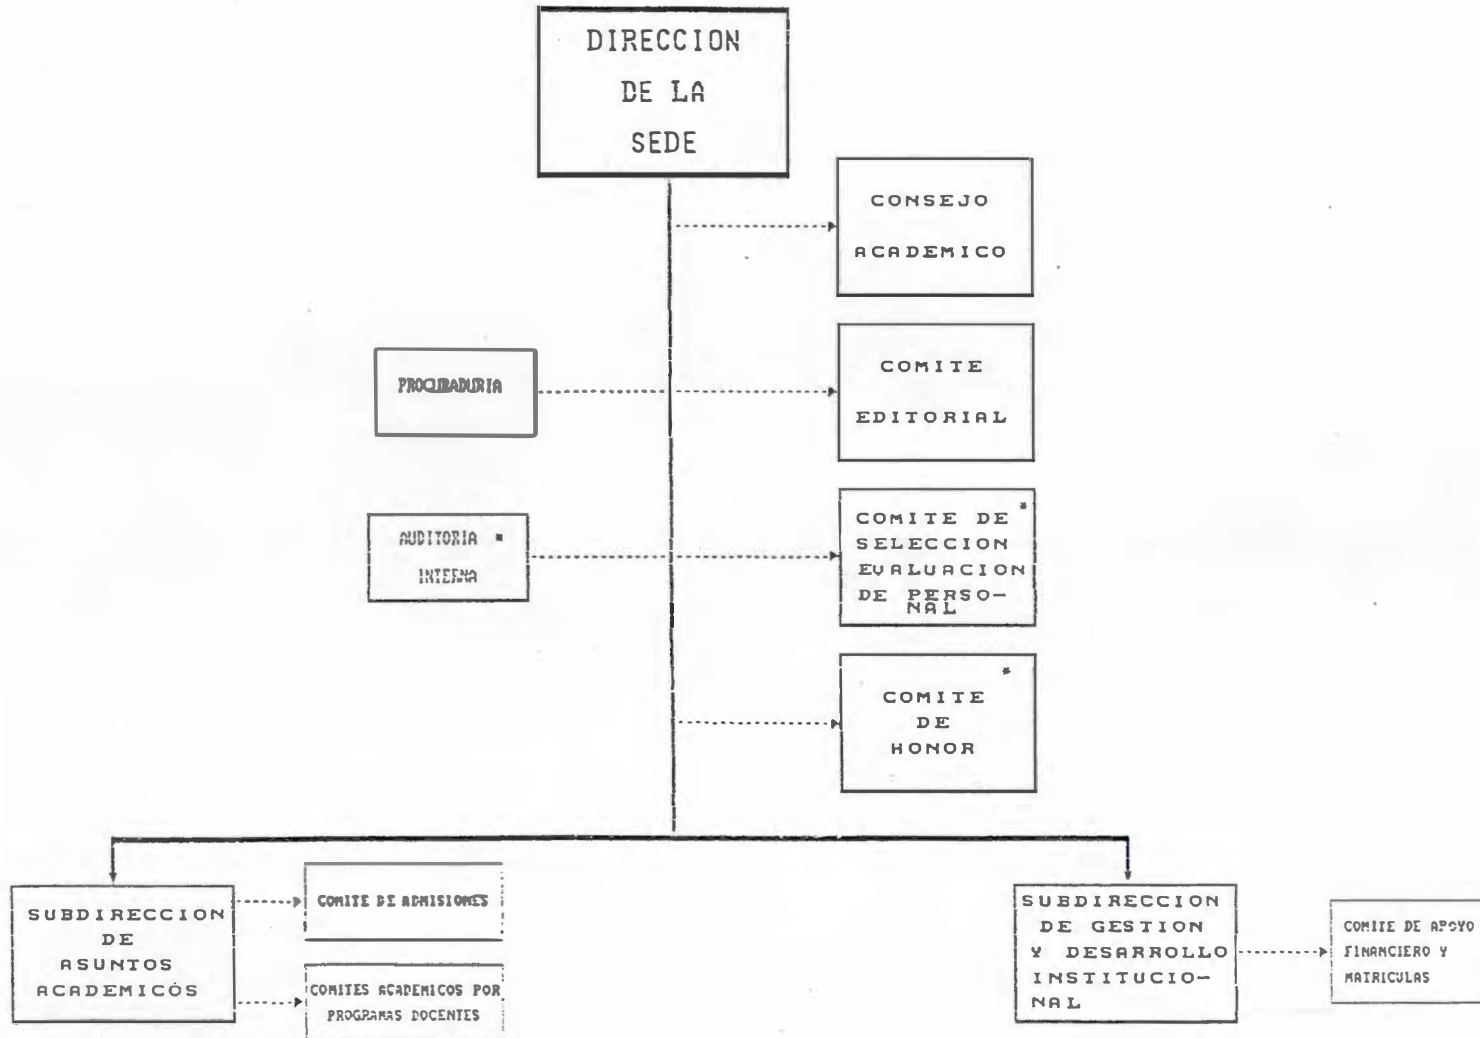 DIRECCION
DE LA
SEDE
CONSEJO
ACADEMICO
PROCURADURIA
COMITE
EDITORIAL
AUDITORIA *
INTERNA
COMITE DE *
SELECCION
EVALUACION
DE PERSO-
NAL
*
COMITE
DE
HONOR
SUBDIRECCION
DE
ASUNTOS
ACADEMICOS
COMITE DE ADMISIONES
COMITES ACADEMICOS POR
PROGRAMAS DOCENTES
SUBDIRECCION
DE GESTION
Y DESARROLLO
INSTITUCIO-
NAL
COMITE DE APOYO
FINANCIERO Y
MATRICULAS